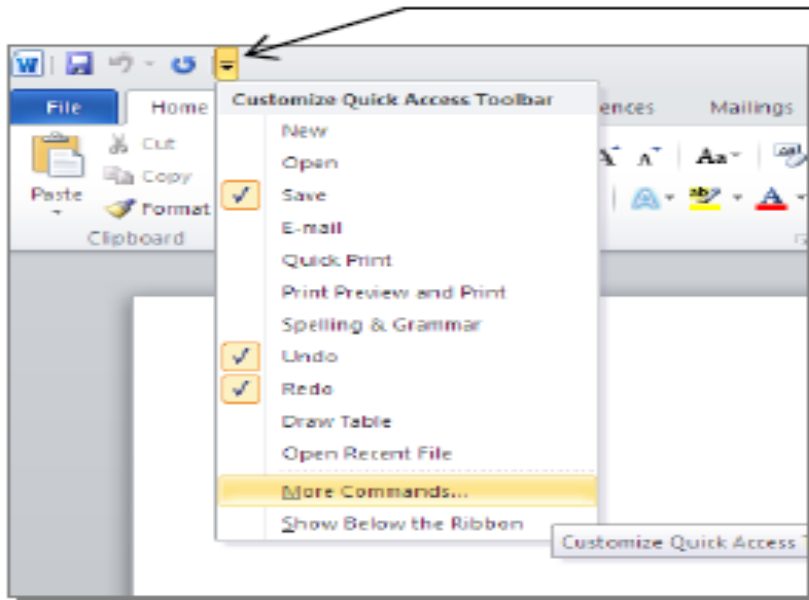 W
File Home Customize Quick Access Toolbar ences Mailings
New
Cut
Open
Aa
Copy
Save
Paste
E-mail
Format
Clipboard
Quick Print
Print Preview and Print
Spelling & Grammar
Undo
Redo
Draw Table
Open Recent File
More Commands...
Show Below the Ribbon
Customize Quick Access